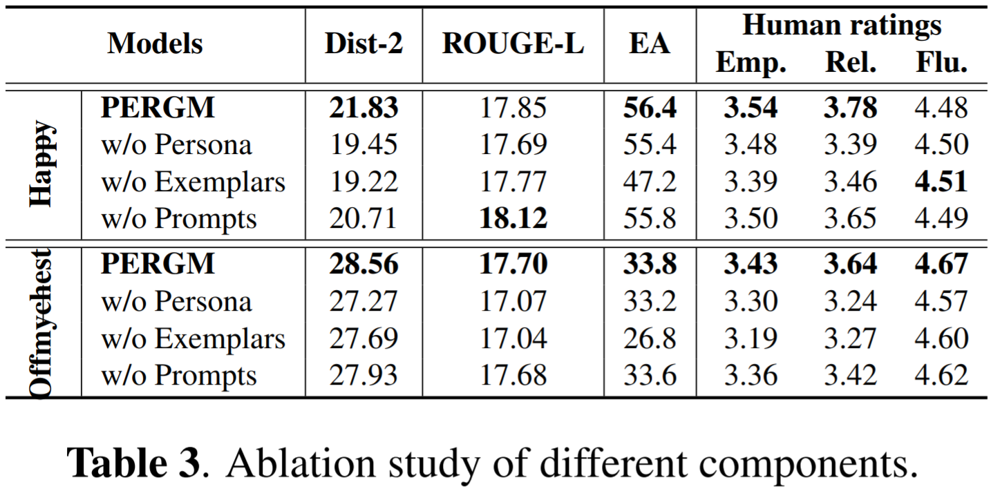 Models Dist-2 ROUGE-L EA Human ratings
Emp. Rel. Flu.
Happy
PERGM 21.83 17.85 56.4 3.54 3.78 4.48
w/o Persona 19.45 17.69 55.4 3.48 3.39 4.50
w/o Exemplars 19.22 17.77 47.2 3.39 3.46 4.51
w/o Prompts 20.71 18.12 55.8 3.50 3.65 4.49
Offmychest
PERGM 28.56 17.70 33.8 3.43 3.64 4.67
w/o Persona 27.27 17.07 33.2 3.30 3.24 4.57
w/o Exemplars 27.69 17.04 26.8 3.19 3.27 4.60
w/o Prompts 27.93 17.68 33.6 3.36 3.42 4.62
Table 3. Ablation study of different components.